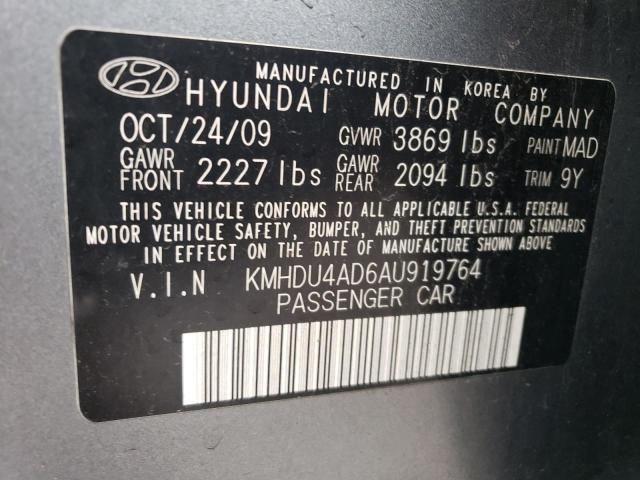 MANUFACTURED IN KOREA BY
HYUNDAI MOTOR COMPANY
OCT/24/09 GVWR 3869 lbs PAINT MAD
GAWR FRONT 2227 lbs GAWR REAR 2094 lbs TRIM 9Y
THIS VEHICLE CONFORMS TO ALL APPLICABLE U.S.A. FEDERAL
MOTOR VEHICLE SAFETY, BUMPER, AND THEFT PREVENTION STANDARDS
IN EFFECT ON THE DATE OF MANUFACTURE SHOWN ABOVE
V.I.N KMHDU4AD6AU919764
PASSENGER CAR